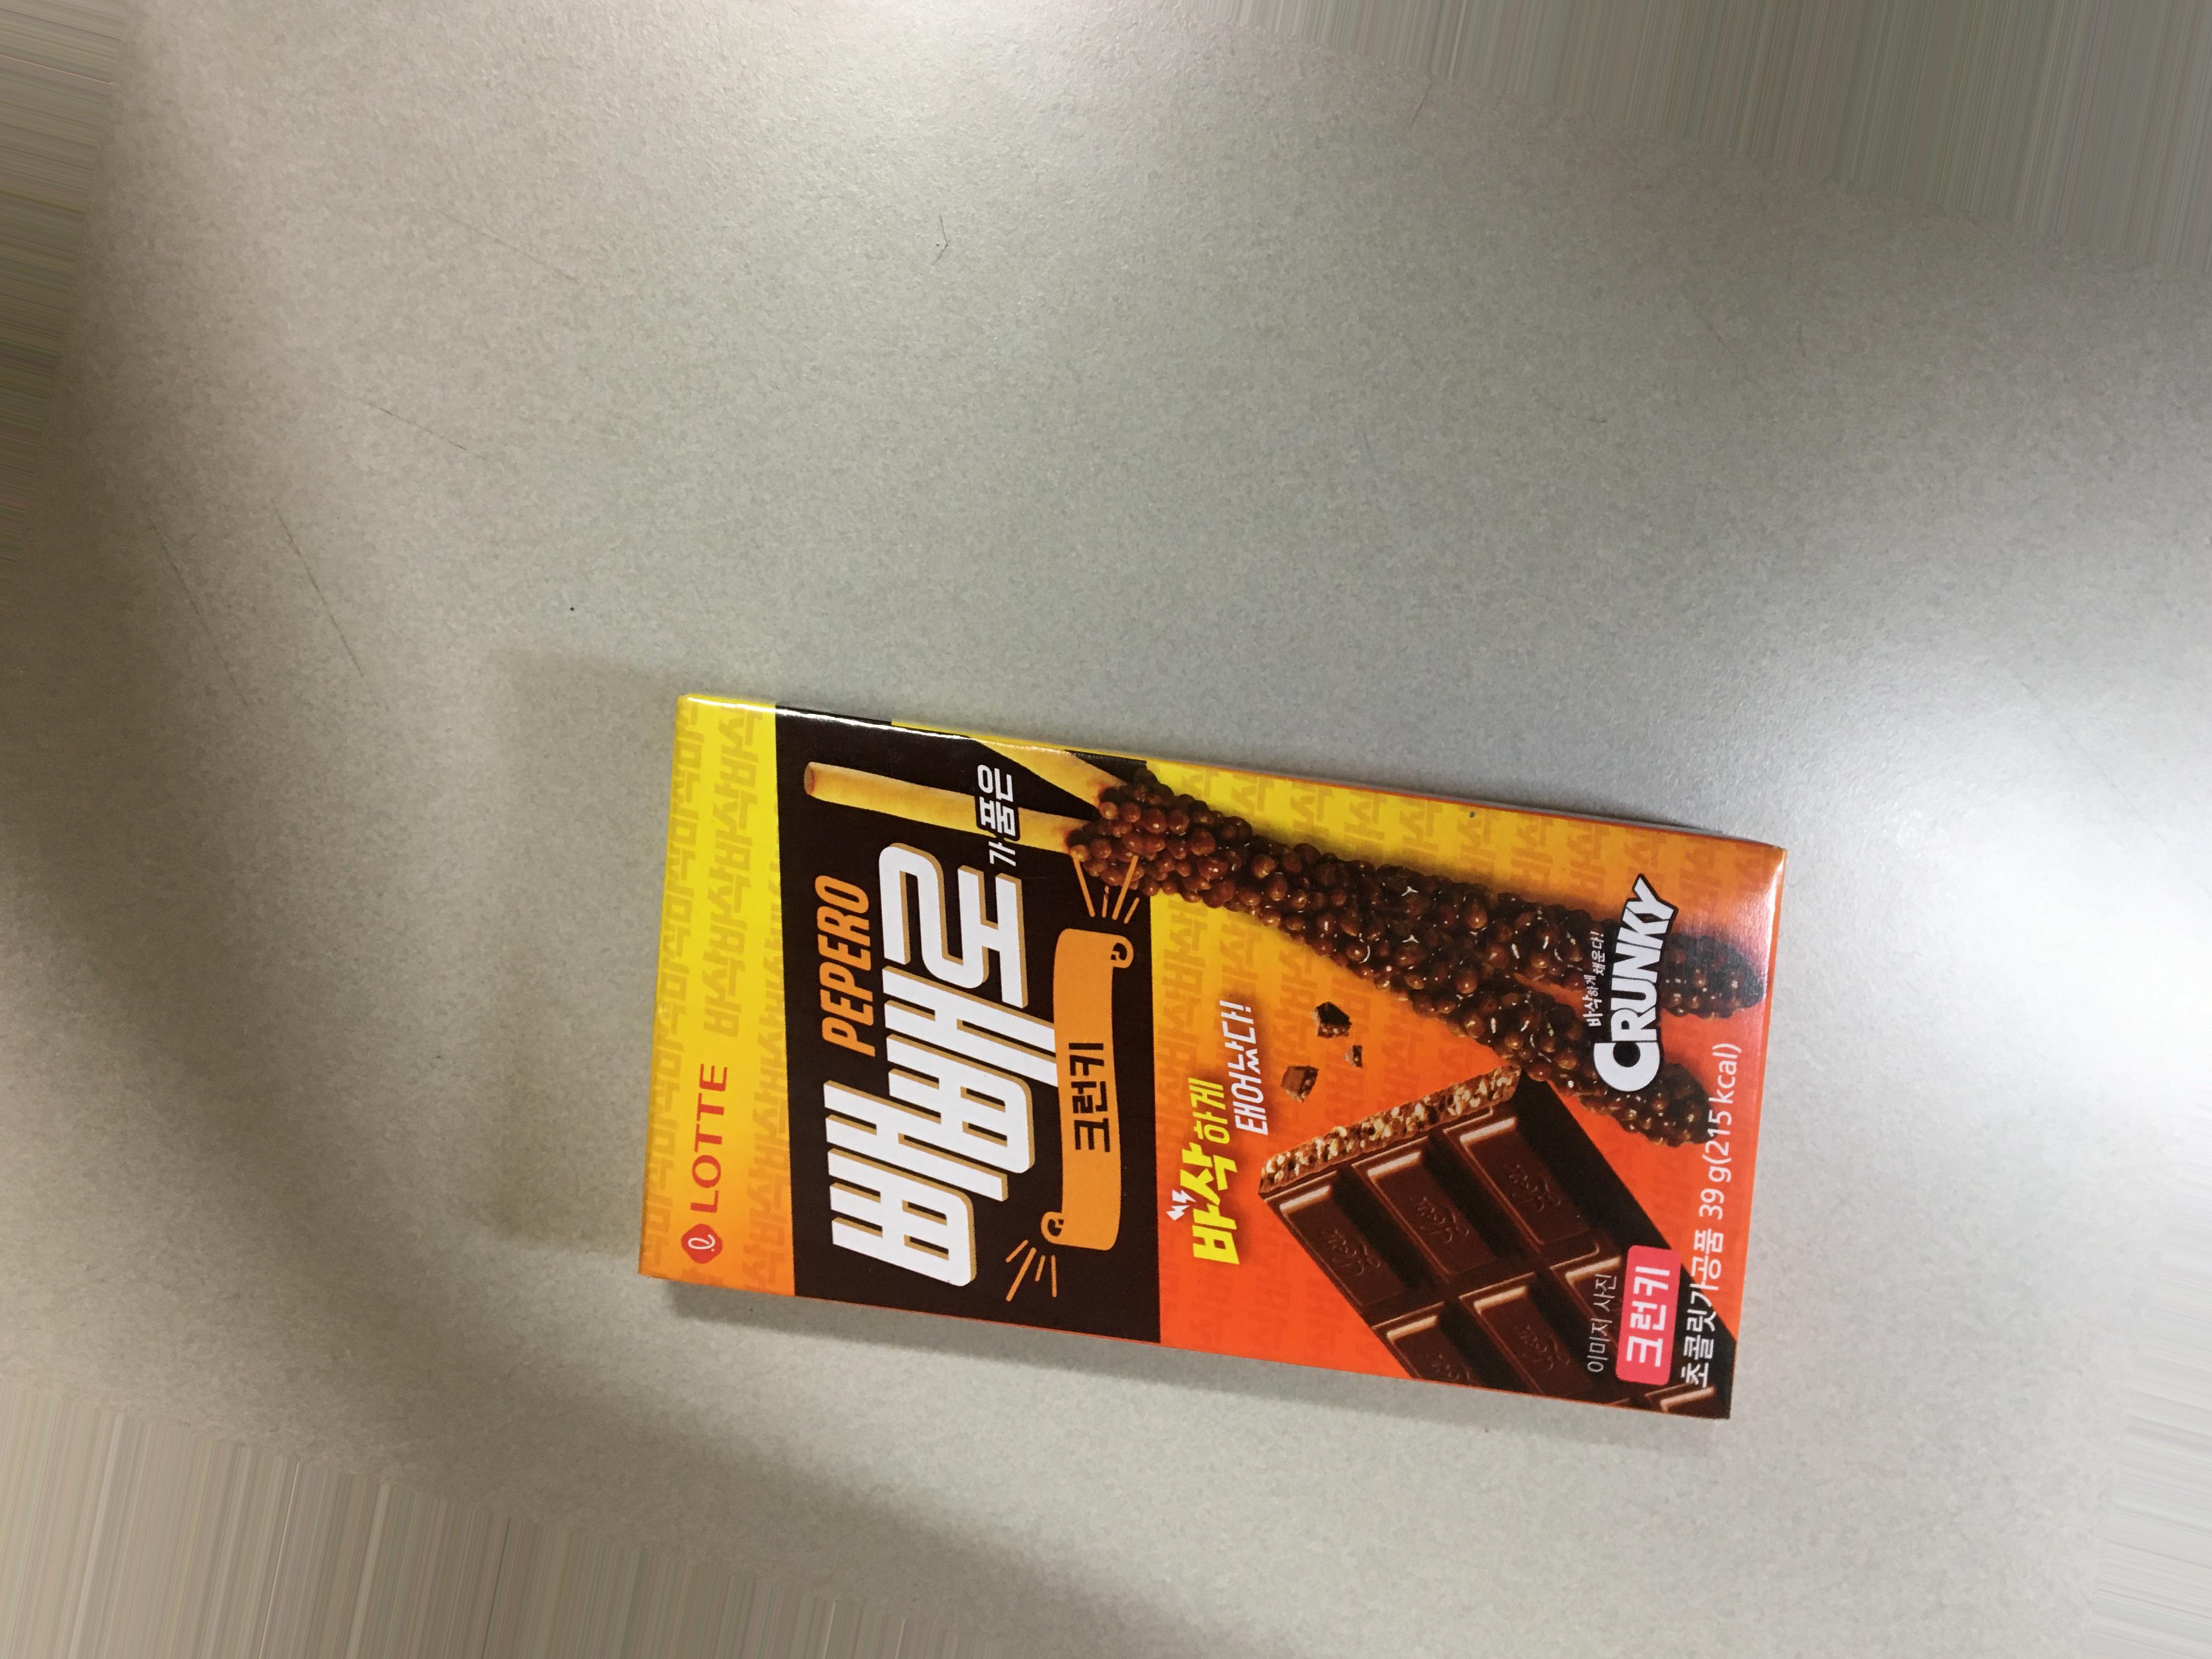 LOTTE
PEPERO
빼빼로가 품은
크런키
바삭하게
태어났다!
바삭하게
채운다!
CRUNKY
이미지 사진
크런키
초콜릿가공품 39 g(215 kcal)